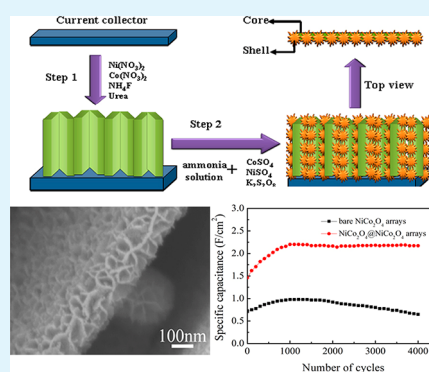 Current collector
Core
Shell
Step 1
Ni(NO₃)₂
Co(NO₃)₂
NH₄F
Urea
Top view
Step 2
ammonia
solution
+
CoSO₄
NiSO₄
K₂S₂O₈
100nm
Specific capacitance (F/cm²)
3.5
3.0
2.5
2.0
1.5
1.0
0.5
0.0
bare NiCo₂O₄ arrays
NiCo₂O₄@NiCo₂O₄ arrays
0 1000 2000 3000 4000
Number of cycles